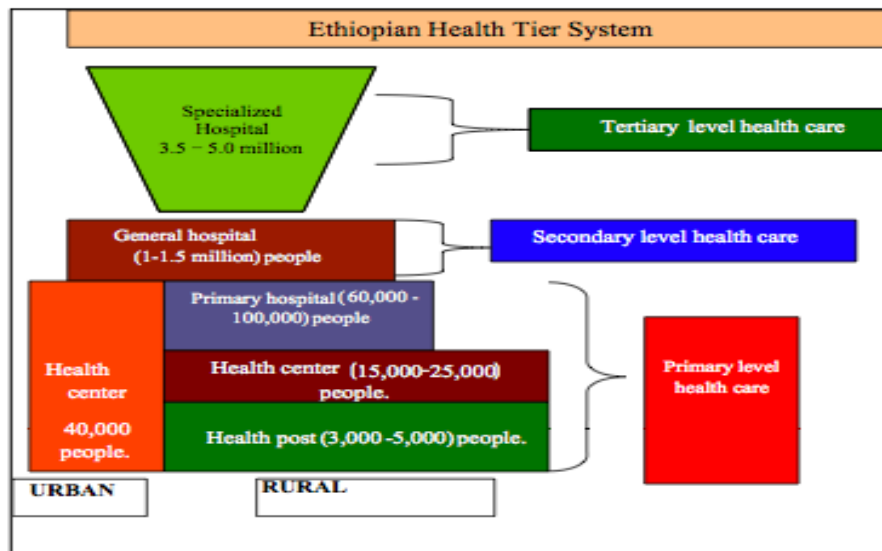 Ethiopian Health Tier System
Specialized
Hospital
3.5 – 5.0 million
Tertiary level health care
General hospital
(1-1.5 million) people
Secondary level health care
Primary hospital (60,000 -
100,000) people
Health center (15,000-25,000)
people.
Health post (3,000 -5,000) people.
Health
center
40,000
people.
Primary level
health care
URBAN
RURAL